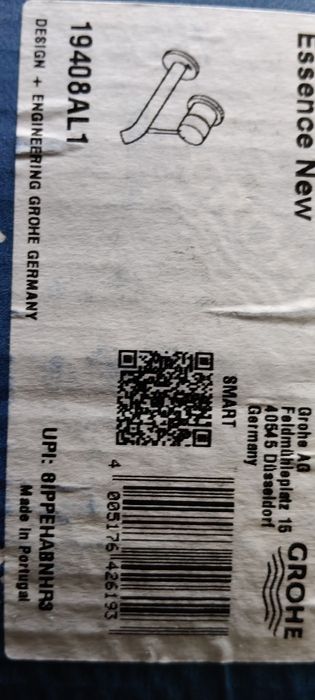 Essence New
19408AL1
DESIGN + ENGINEERING GROHE GERMANY
Grohe AG
Feldmühleplatz 15
40545 Düsseldorf
Germany
GROHE
SMART
4 005176 426193
UPI: 8IPPEHABNHR3
Made in Portugal